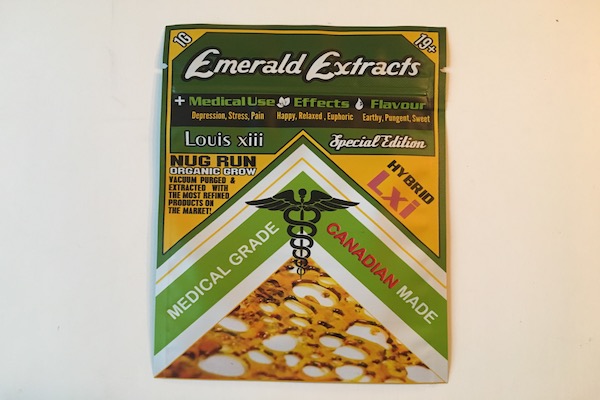 1G
19+
Emerald Extracts
+ Medical Use Effects Flavour
Depression, Stress, Pain Happy, Relaxed , Euphoric Earthy, Pungent, Sweet
Louis xiii Special Edition
NUG RUN
ORGANIC GROW
VACUUM PURGED &
EXTRACTED WITH
THE MOST REFINED
PRODUCTS ON
THE MARKET!
HYBRID
Lxi
MEDICAL GRADE
CANADIAN MADE